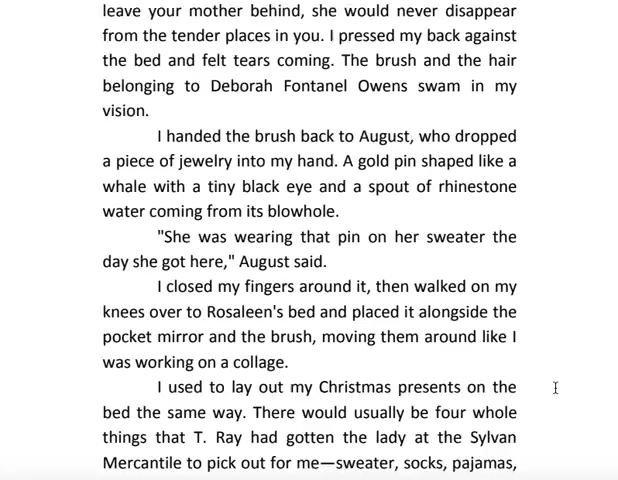 leave your mother behind, she would never disappear
from the tender places in you. I pressed my back against
the bed and felt tears coming. The brush and the hair
belonging to Deborah Fontanel Owens swam in my
vision.
I handed the brush back to August, who dropped
a piece of jewelry into my hand. A gold pin shaped like a
whale with a tiny black eye and a spout of rhinestone
water coming from its blowhole.
"She was wearing that pin on her sweater the
day she got here," August said.
I closed my fingers around it, then walked on my
knees over to Rosaleen's bed and placed it alongside the
pocket mirror and the brush, moving them around like I
was working on a collage.
I used to lay out my Christmas presents on the
bed the same way. There would usually be four whole
things that T. Ray had gotten the lady at the Sylvan
Mercantile to pick out for me—sweater, socks, pajamas,